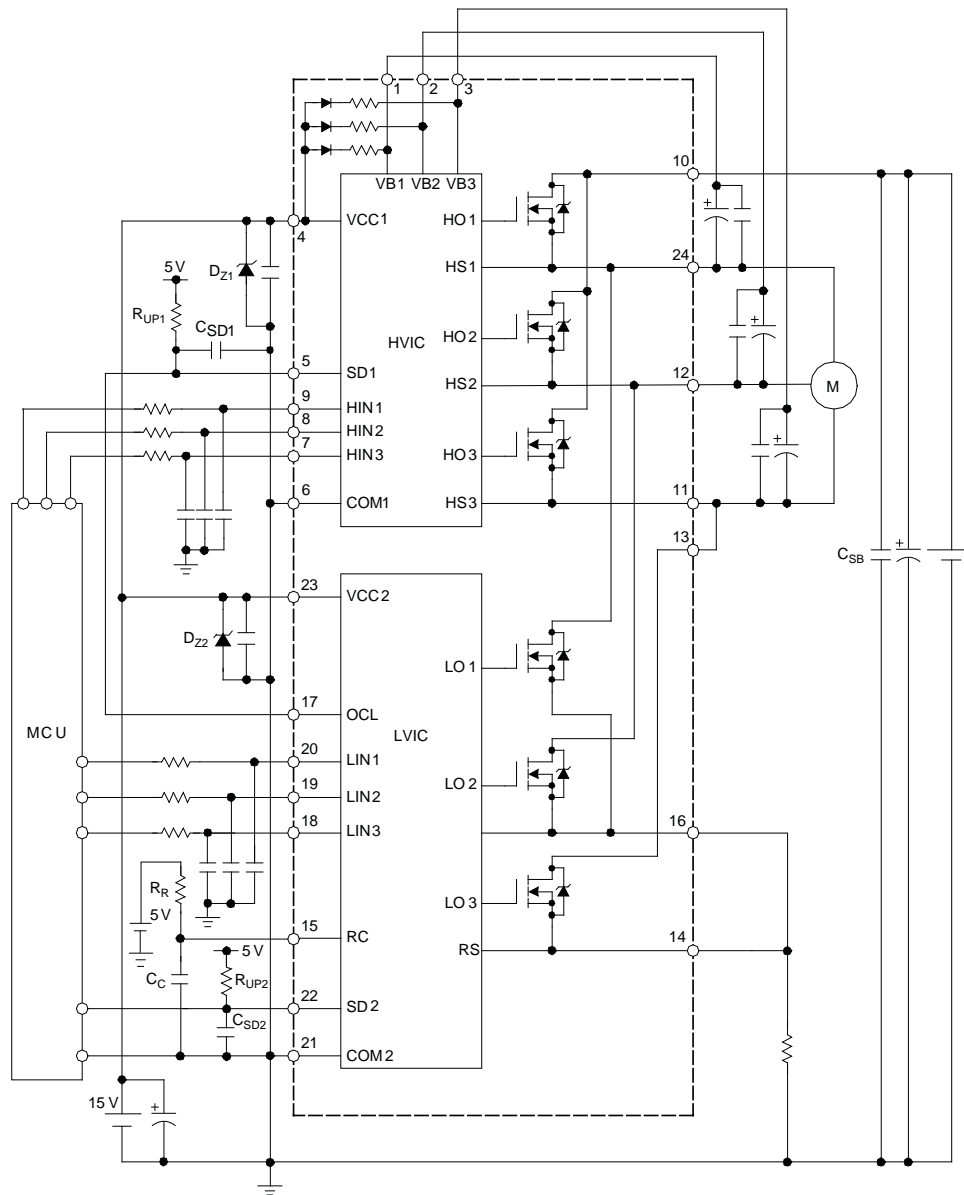 1 2 3
10
VB1 VB2 VB3
4
VCC1
HO1
24
5V
DZ1
HS1
RUP1
CSD1
HVIC
HO2
5
SD1
HS2
12
M
9
HIN1
8
HIN2
7
HIN3
HO3
6
COM1
HS3
11
13
CSB
23
VCC2
DZ2
LO1
17
OCL
MCU
LVIC
20
LIN1
19
LIN2
LO2
18
LIN3
16
RR
5V
LO3
15
RC
5V
RS
14
CC
RUP2
22
SD2
CSD2
21
COM2
15V
+
+
+
+
+